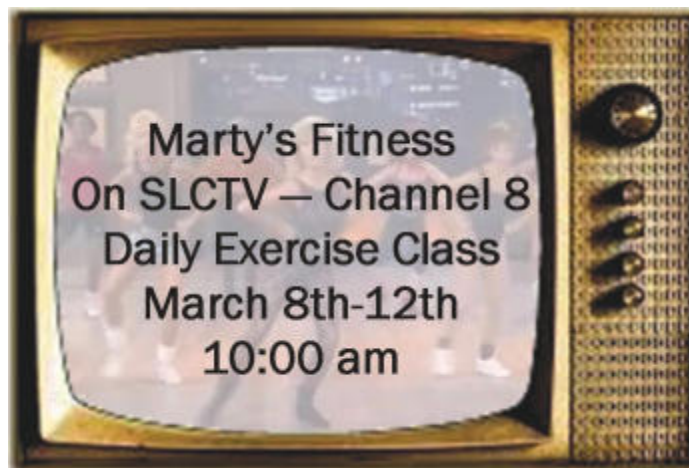 Marty's Fitness
On SLCTV — Channel 8
Daily Exercise Class
March 8th-12th
10:00 am